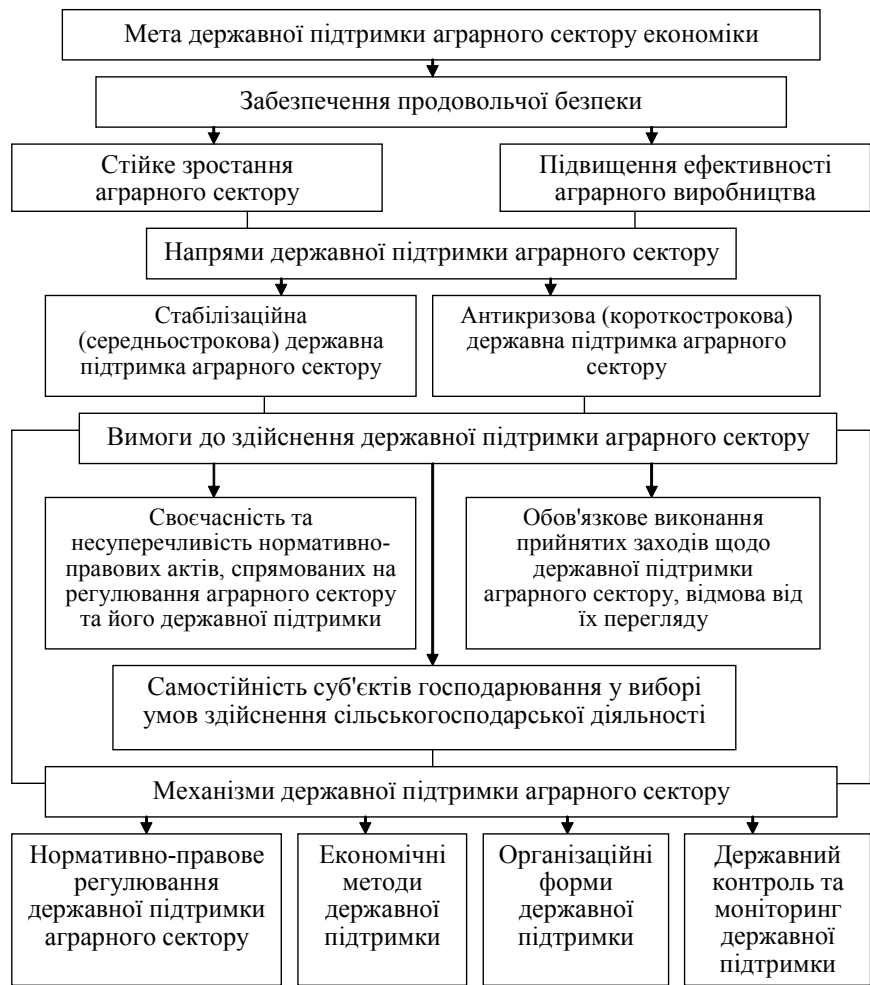 Мета державної підтримки аграрного сектору економіки
Забезпечення продовольчої безпеки
Стійке зростання
аграрного сектору
Підвищення ефективності
аграрного виробництва
Напрями державної підтримки аграрного сектору
Стабілізаційна
(середньострокова) державна
підтримка аграрного сектору
Антикризова (короткострокова)
державна підтримка аграрного
сектору
Вимоги до здійснення державної підтримки аграрного сектору
Своєчасність та
несуперечливість нормативно-
правових актів, спрямованих на
регулювання аграрного сектору
та його державної підтримки
Обов'язкове виконання
прийнятих заходів щодо
державної підтримки
аграрного сектору, відмова від
їх перегляду
Самостійність суб'єктів господарювання у виборі
умов здійснення сільськогосподарської діяльності
Механізми державної підтримки аграрного сектору
Нормативно-правове
регулювання
державної підтримки
аграрного сектору
Економічні
методи
державної
підтримки
Організаційні
форми
державної
підтримки
Державний
контроль та
моніторинг
державної
підтримки